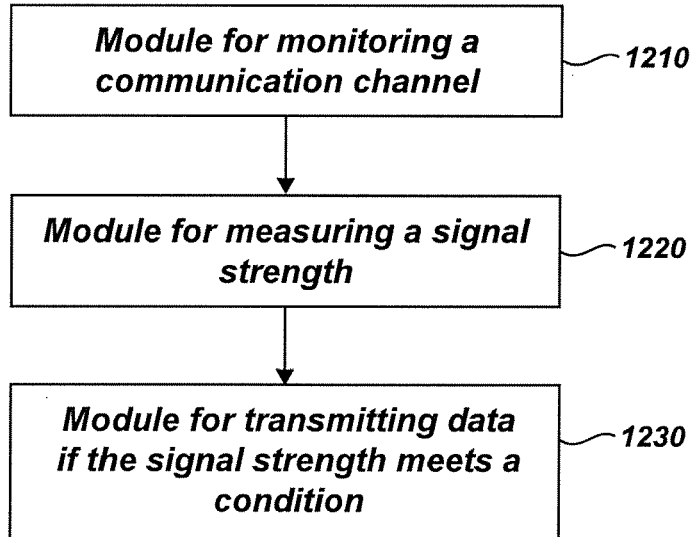 Module for monitoring a
communication channel
1210
Module for measuring a signal
strength
1220
Module for transmitting data
if the signal strength meets a
condition
1230